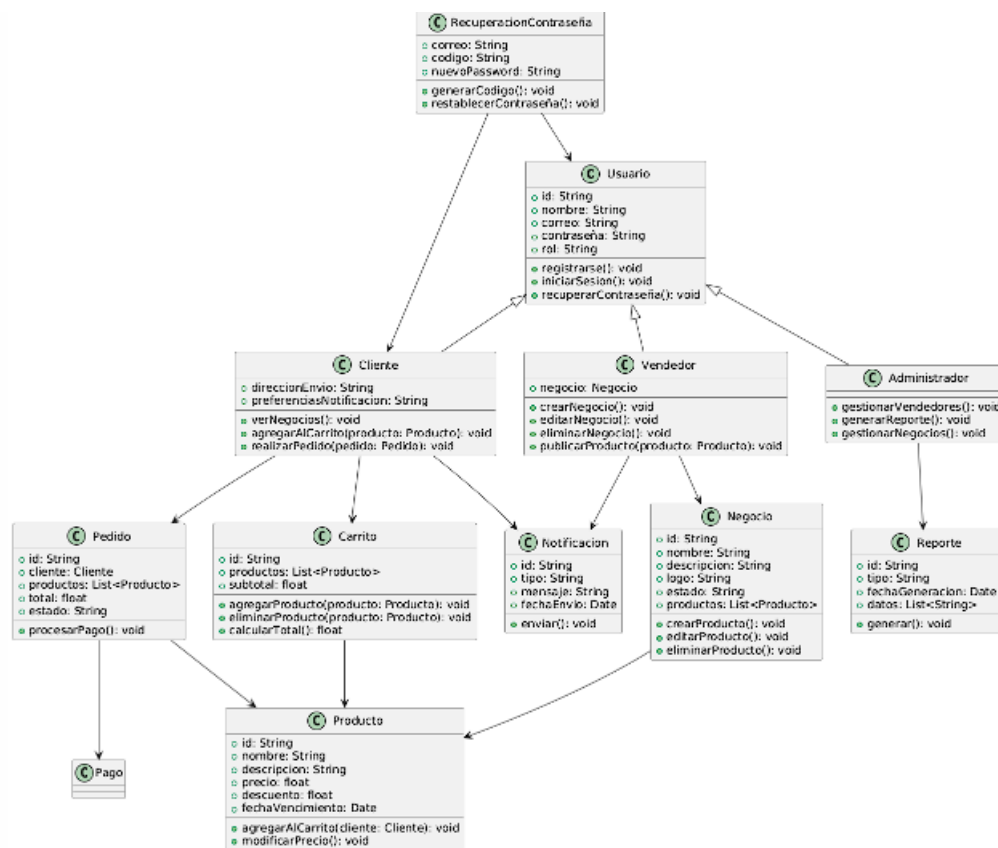 C RecuperacionContraseña
correo: String
codigo: String
nuevoPassword: String
generarCodigo(): void
restablecerContraseña(): void
C Usuario
id: String
nombre: String
correo: String
contraseña: String
rol: String
registrarse(): void
iniciarSesion(): void
recuperarContraseña(): void
C Cliente
direccionEnvio: String
preferenciasNotificacion: String
verNegocios(): void
agregarAlCarrito(producto: Producto): void
realizarPedido(pedido: Pedido): void
C Vendedor
negocio: Negocio
crearNegocio(): void
editarNegocio(): void
eliminarNegocio(): void
publicarProducto(producto: Producto): void
C Administrador
gestionarVendedores(): void
generarReporte(): void
gestionarNegocios(): void
C Pedido
id: String
cliente: Cliente
productos: List<Producto>
total: float
estado: String
procesarPago(): void
C Carrito
id: String
productos: List<Producto>
subtotal: float
agregarProducto(producto: Producto): void
eliminarProducto(producto: Producto): void
calcularTotal(): float
C Notificacion
id: String
tipo: String
mensaje: String
fechaEnvio: Date
enviar(): void
C Negocio
id: String
nombre: String
descripcion: String
logo: String
estado: String
productos: List<Producto>
crearProducto(): void
editarProducto(): void
eliminarProducto(): void
C Reporte
id: String
tipo: String
fechaGeneracion: Date
datos: List<String>
generar(): void
C Pago
C Producto
id: String
nombre: String
descripcion: String
precio: float
descuento: float
fechaVencimiento: Date
agregarAlCarrito(cliente: Cliente): void
modificarPrecio(): void